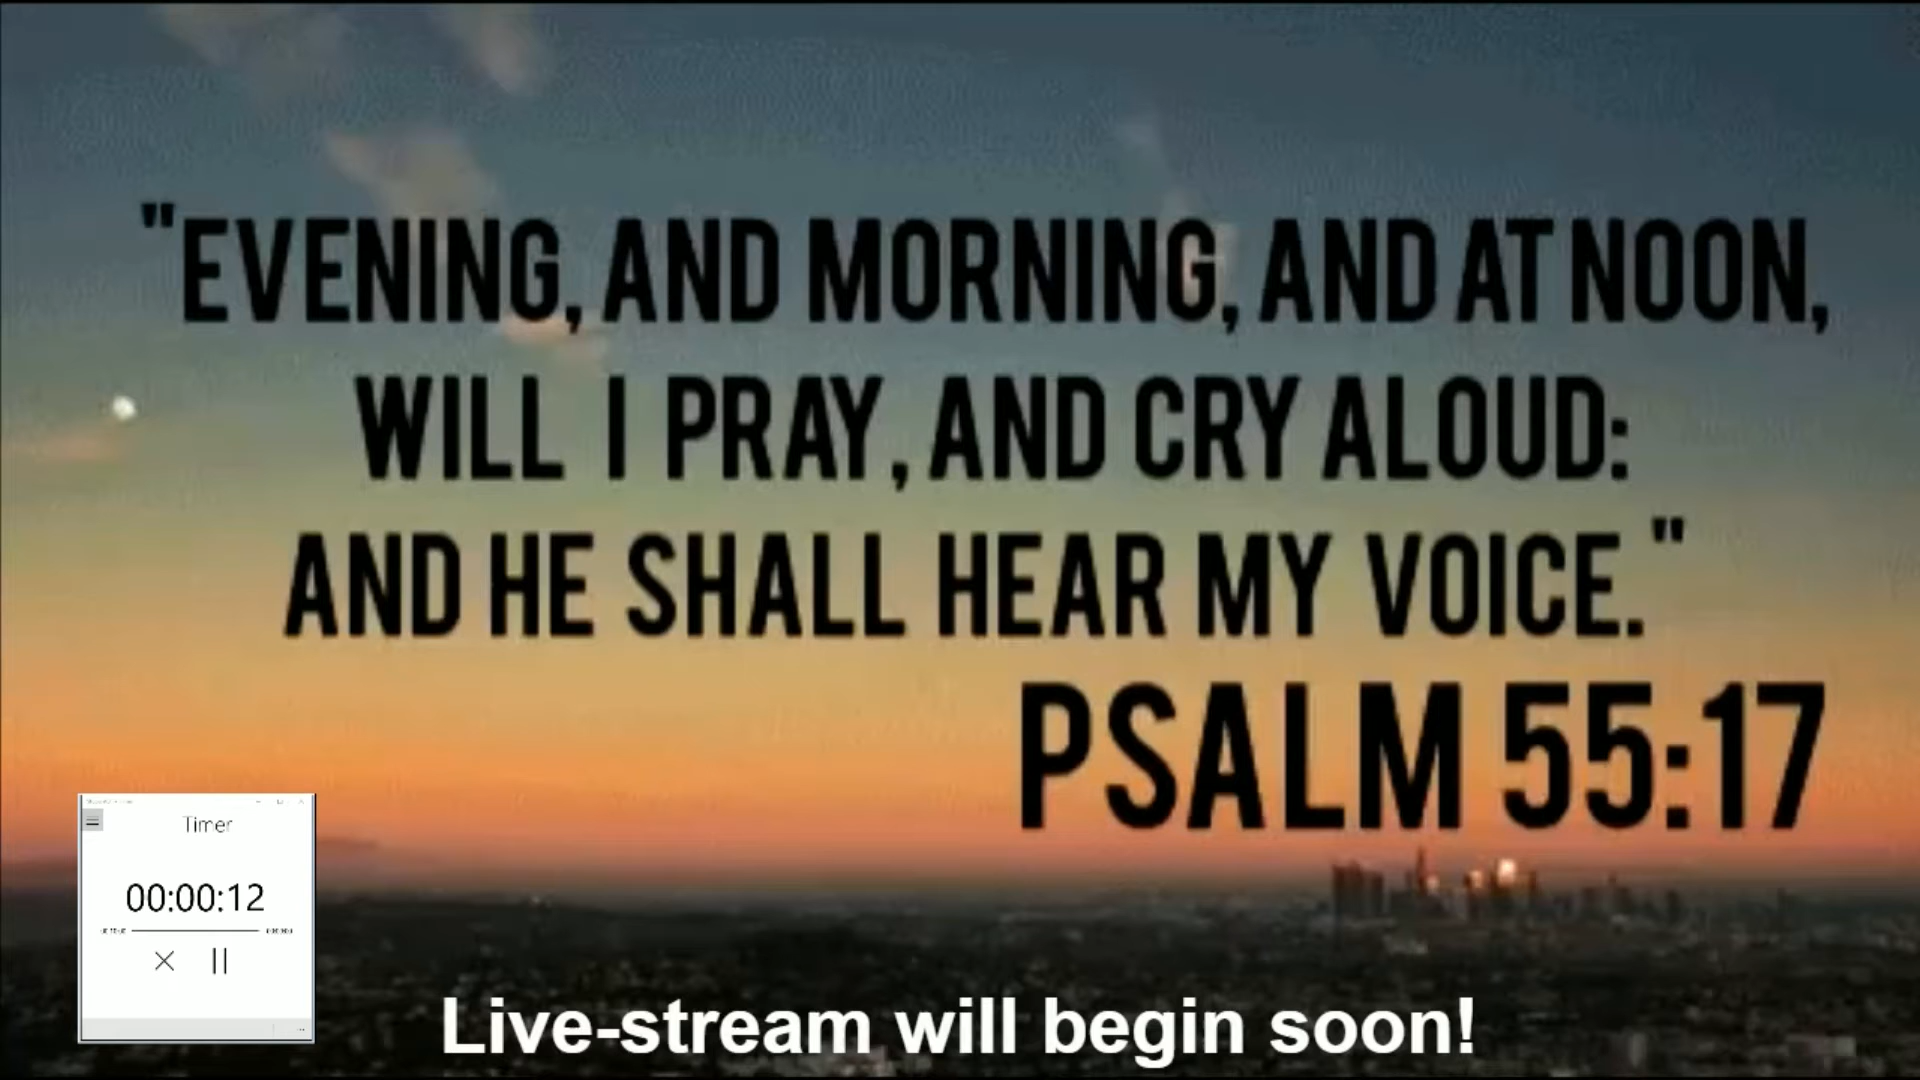 "EVENING, AND MORNING, AND AT NOON,
WILL I PRAY, AND CRY ALOUD:
AND HE SHALL HEAR MY VOICE."
PSALM 55:17
Timer
00:00:12
Live-stream will begin soon!